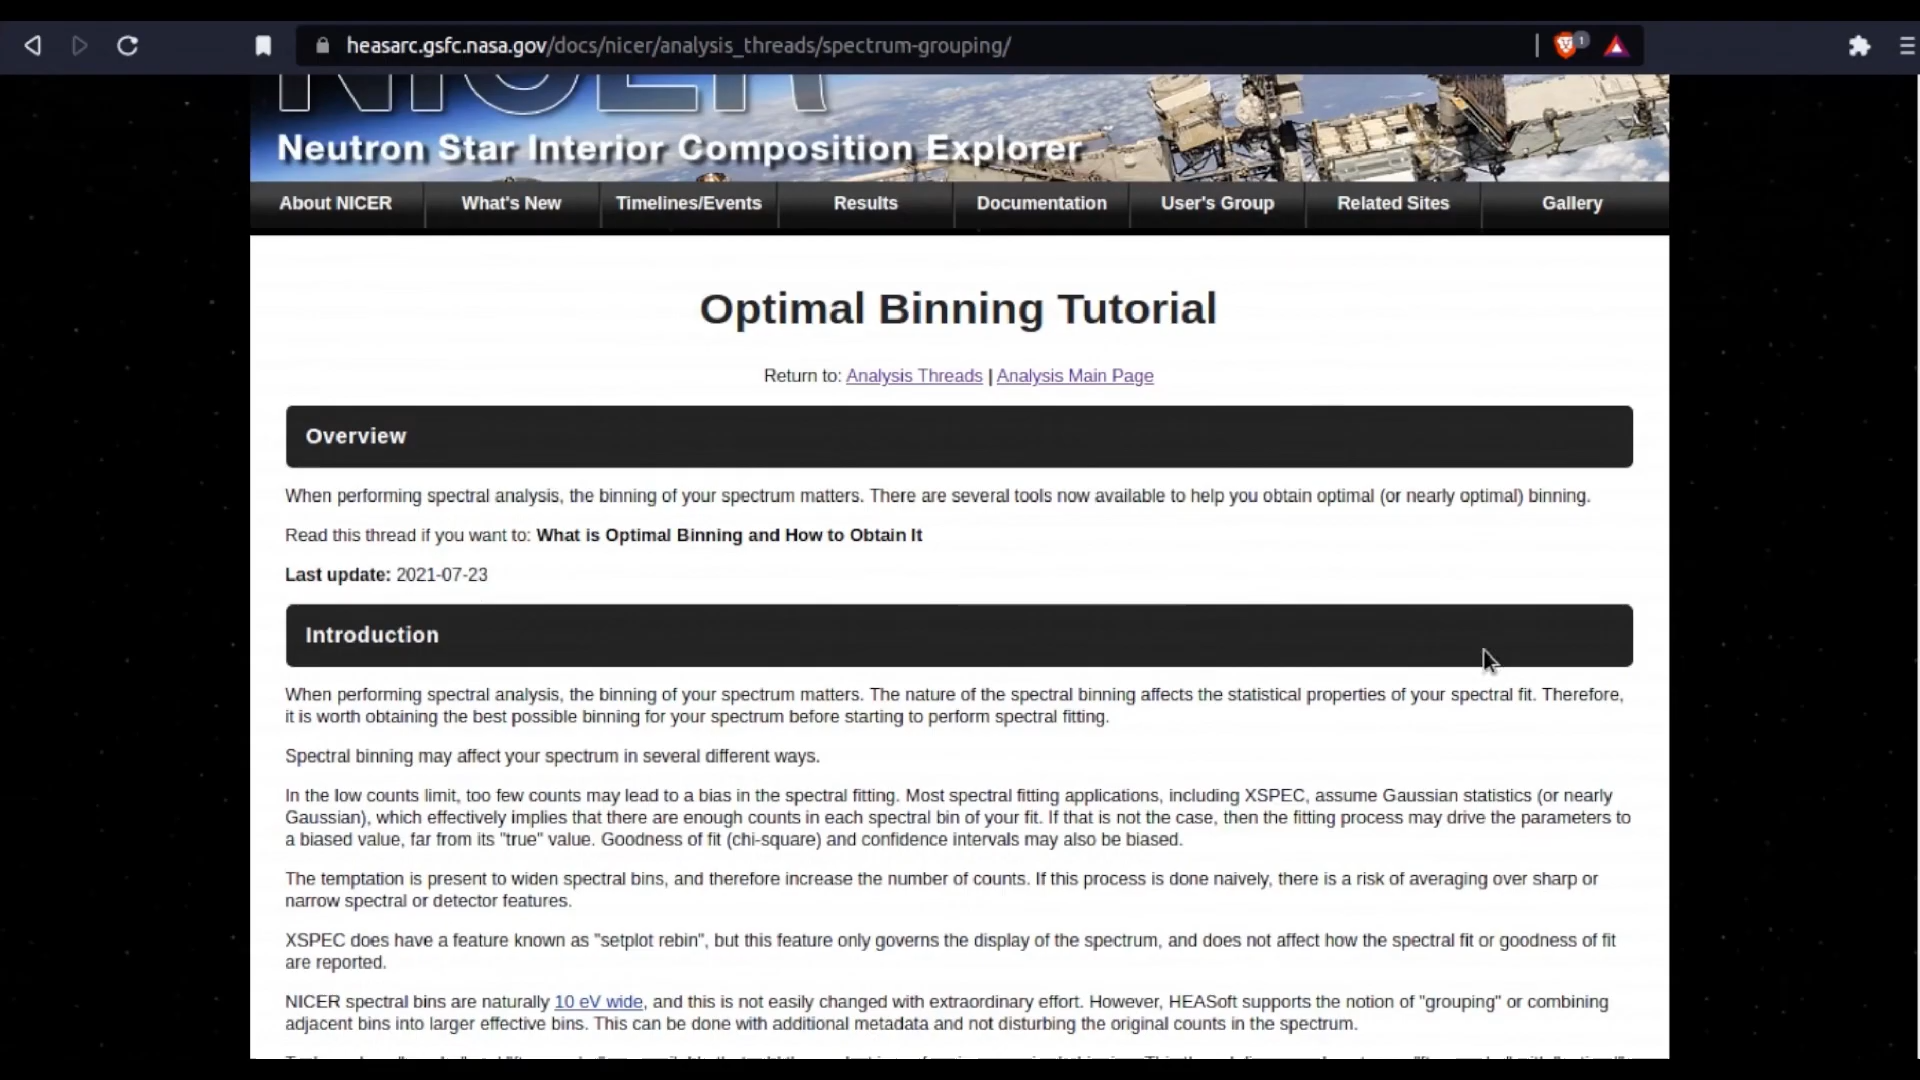 heasarc.gsfc.nasa.gov/docs/nicer/analysis_threads/spectrum-grouping/
1
NICER
Neutron Star Interior Composition Explorer
About NICER What's New Timelines/Events Results Documentation User's Group Related Sites Gallery
Optimal Binning Tutorial
Return to: Analysis Threads | Analysis Main Page
Overview
When performing spectral analysis, the binning of your spectrum matters. There are several tools now available to help you obtain optimal (or nearly optimal) binning.
Read this thread if you want to: What is Optimal Binning and How to Obtain It
Last update: 2021-07-23
Introduction
When performing spectral analysis, the binning of your spectrum matters. The nature of the spectral binning affects the statistical properties of your spectral fit. Therefore,
it is worth obtaining the best possible binning for your spectrum before starting to perform spectral fitting.
Spectral binning may affect your spectrum in several different ways.
In the low counts limit, too few counts may lead to a bias in the spectral fitting. Most spectral fitting applications, including XSPEC, assume Gaussian statistics (or nearly
Gaussian), which effectively implies that there are enough counts in each spectral bin of your fit. If that is not the case, then the fitting process may drive the parameters to
a biased value, far from its "true" value. Goodness of fit (chi-square) and confidence intervals may also be biased.
The temptation is present to widen spectral bins, and therefore increase the number of counts. If this process is done naively, there is a risk of averaging over sharp or
narrow spectral or detector features.
XSPEC does have a feature known as "setplot rebin", but this feature only governs the display of the spectrum, and does not affect how the spectral fit or goodness of fit
are reported.
NICER spectral bins are naturally 10 eV wide, and this is not easily changed with extraordinary effort. However, HEASoft supports the notion of "grouping" or combining
adjacent bins into larger effective bins. This can be done with additional metadata and not disturbing the original counts in the spectrum.